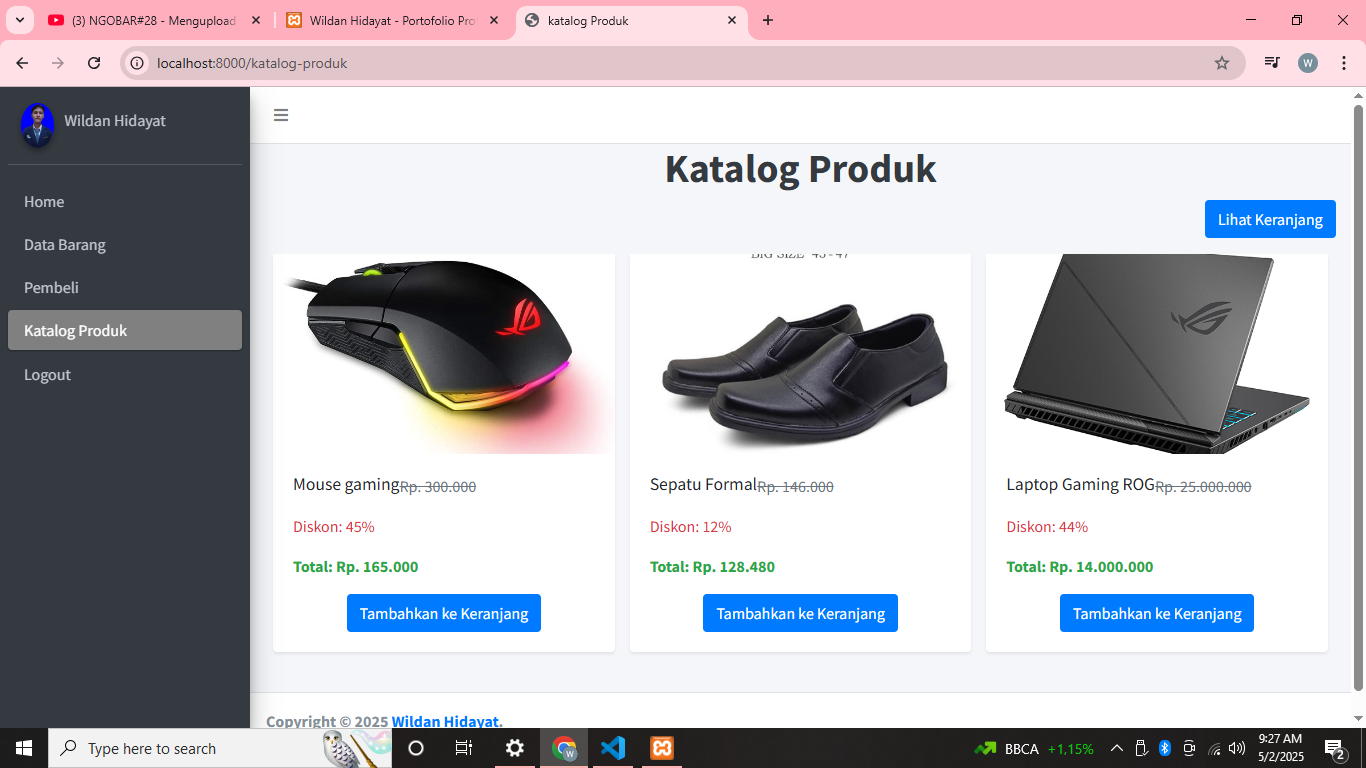 (3) NGOBAR#28 - Mengupload
Wildan Hidayat - Portofolio Pro
katalog Produk
localhost:8000/katalog-produk
W
Wildan Hidayat
Home
Data Barang
Pembeli
Katalog Produk
Logout
Katalog Produk
Lihat Keranjang
BIG SIZE 43-47
Mouse gaming Rp. 300.000
Diskon: 45%
Total: Rp. 165.000
Tambahkan ke Keranjang
Sepatu Formal Rp. 146.000
Diskon: 12%
Total: Rp. 128.480
Tambahkan ke Keranjang
Laptop Gaming ROG Rp. 25.000.000
Diskon: 44%
Total: Rp. 14.000.000
Tambahkan ke Keranjang
Copyright © 2025 Wildan Hidayat.
Type here to search
W
BBCA +1,15%
9:27 AM
5/2/2025
2